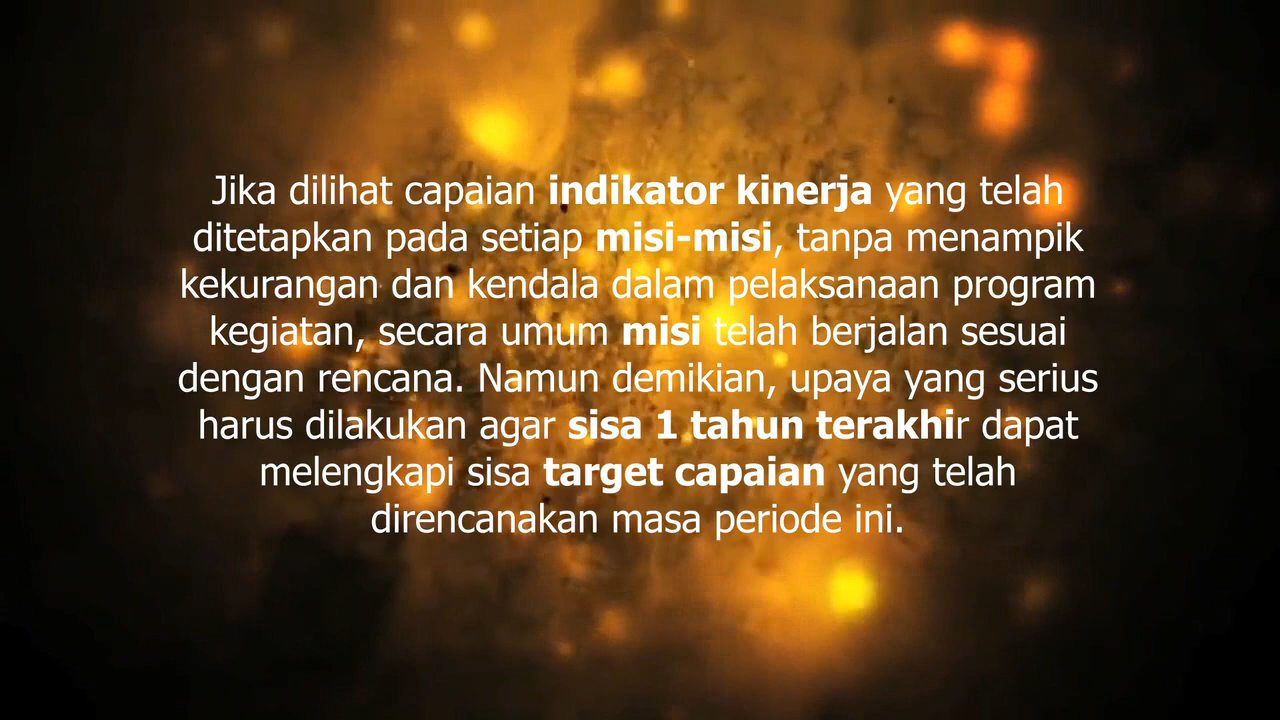 Jika dilihat capaian indikator kinerja yang telah
ditetapkan pada setiap misi-misi, tanpa menampik
kekurangan dan kendala dalam pelaksanaan program
kegiatan, secara umum misi telah berjalan sesuai
dengan rencana. Namun demikian, upaya yang serius
harus dilakukan agar sisa 1 tahun terakhir dapat
melengkapi sisa target capaian yang telah
direncanakan masa periode ini.